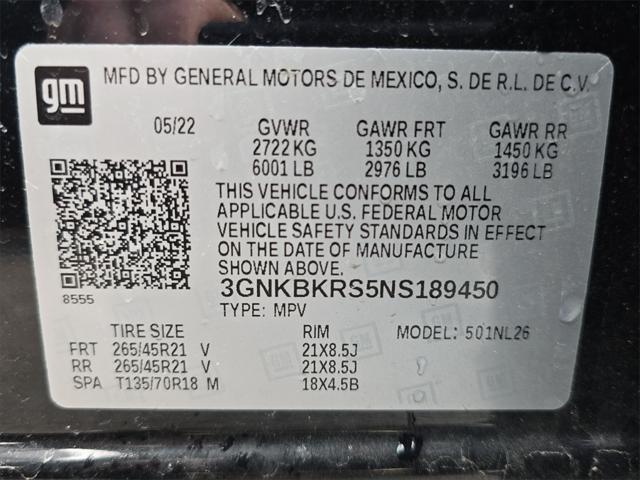 gm
MFD BY GENERAL MOTORS DE MEXICO, S. DE R.L. DE C.V.
05/22 GVWR GAWR FRT GAWR RR
2722 KG 1350 KG 1450 KG
6001 LB 2976 LB 3196 LB
THIS VEHICLE CONFORMS TO ALL
APPLICABLE U.S. FEDERAL MOTOR
VEHICLE SAFETY STANDARDS IN EFFECT
ON THE DATE OF MANUFACTURE
SHOWN ABOVE.
8555
3GNKBKRS5NS189450
TYPE: MPV
TIRE SIZE RIM MODEL: 501NL26
FRT 265/45R21 V 21X8.5J
RR 265/45R21 V 21X8.5J
SPA T135/70R18 M 18X4.5B